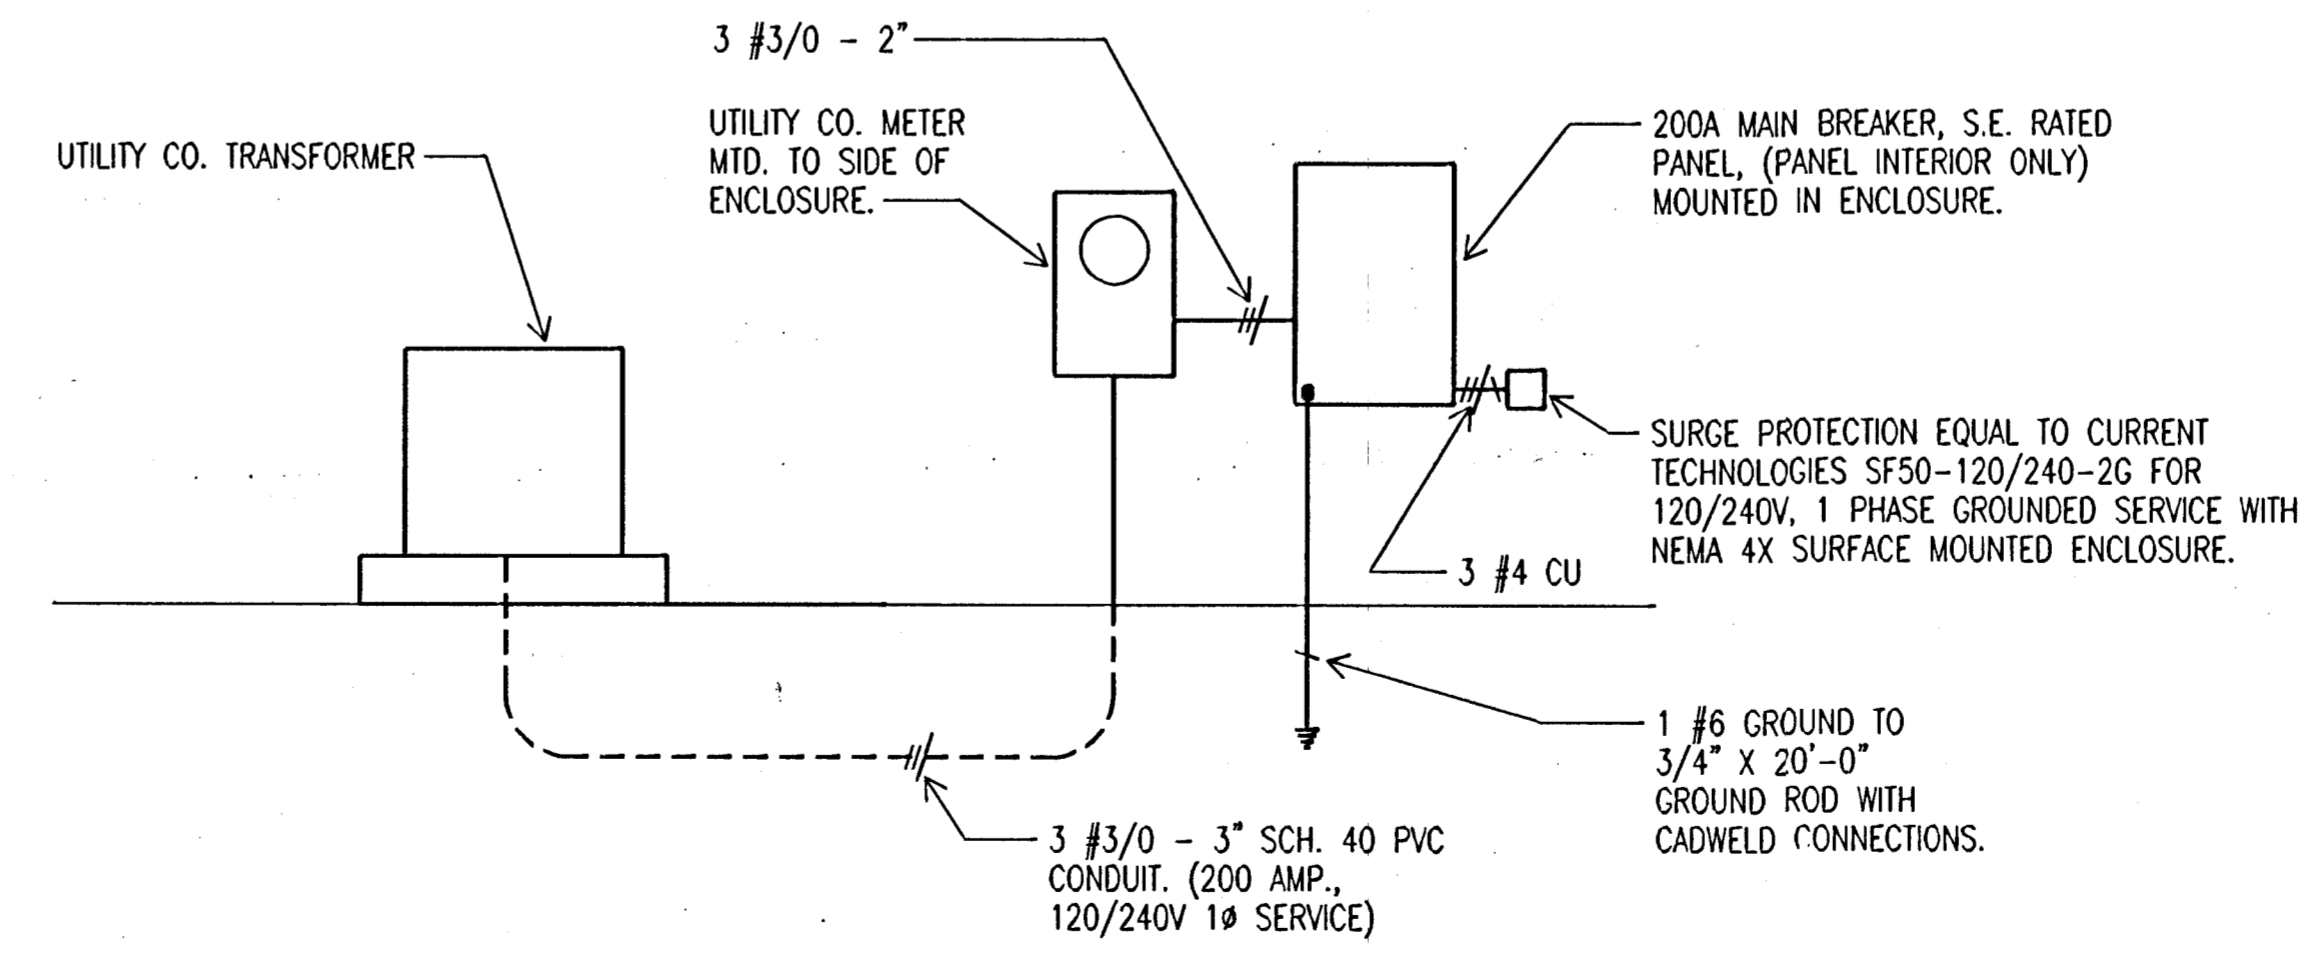 3 #3/0 - 2"
UTILITY CO. METER
MTD. TO SIDE OF
ENCLOSURE.
UTILITY CO. TRANSFORMER
200A MAIN BREAKER, S.E. RATED
PANEL, (PANEL INTERIOR ONLY)
MOUNTED IN ENCLOSURE.
SURGE PROTECTION EQUAL TO CURRENT
TECHNOLOGIES SF50-120/240-2G FOR
120/240V, 1 PHASE GROUNDED SERVICE WITH
NEMA 4X SURFACE MOUNTED ENCLOSURE.
3 #4 CU
1 #6 GROUND TO
3/4" X 20'-0"
GROUND ROD WITH
CADWELD CONNECTIONS.
3 #3/0 - 3" SCH. 40 PVC
CONDUIT. (200 AMP.,
120/240V 1ø SERVICE)